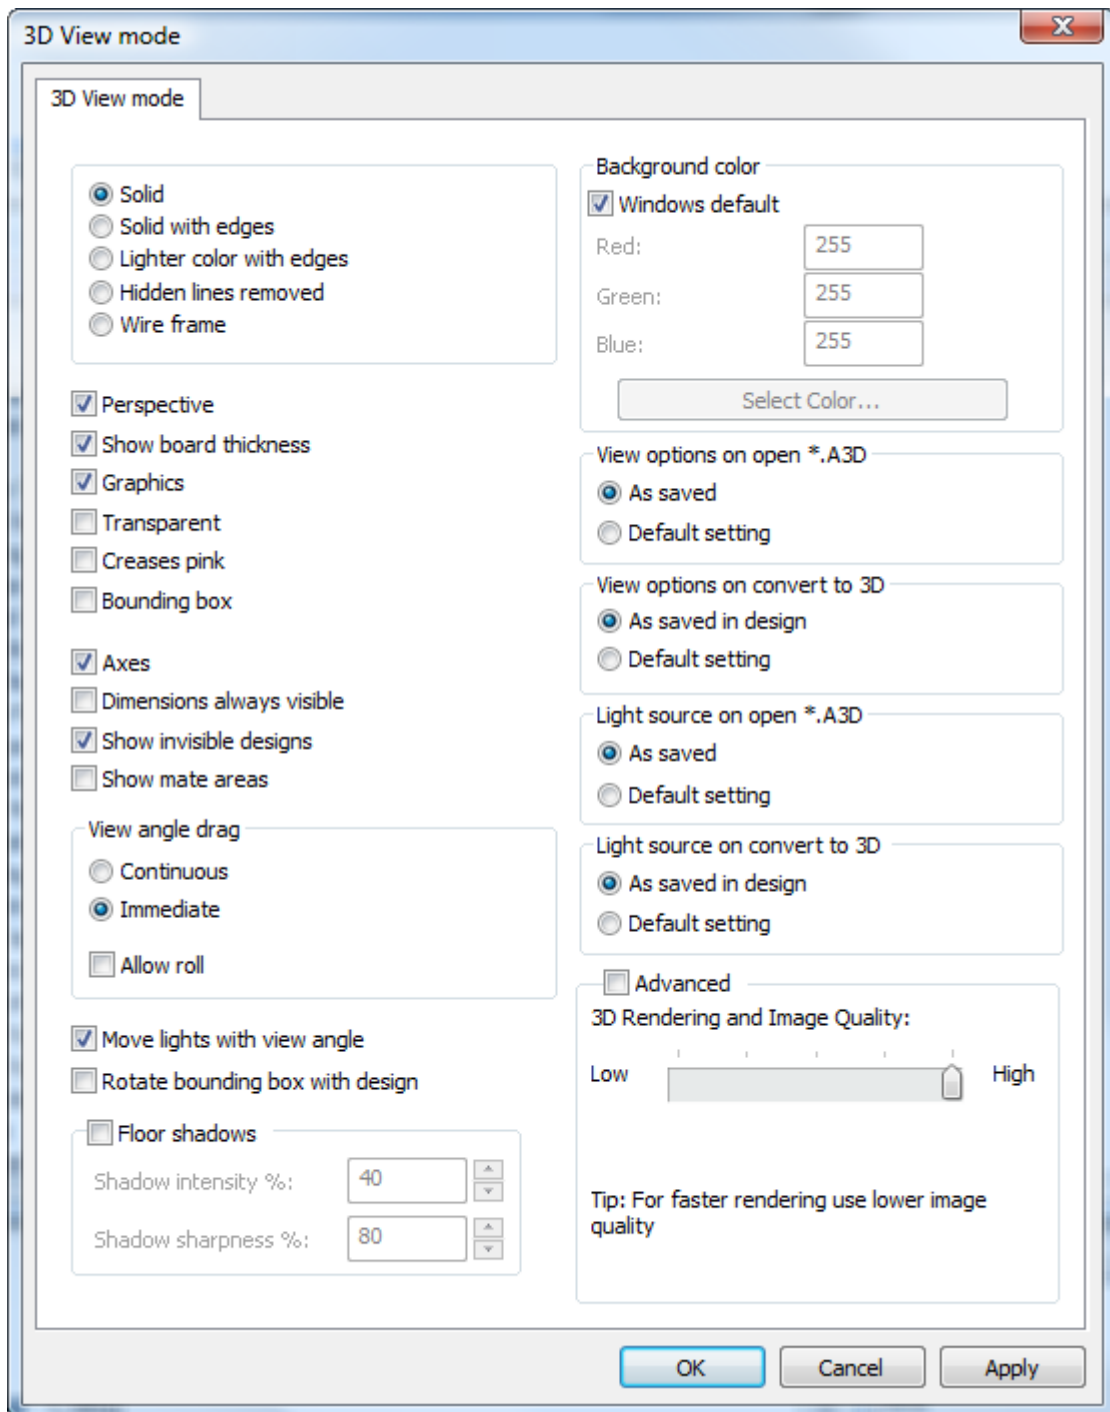 3D View mode
3D View mode
Solid
Solid with edges
Lighter color with edges
Hidden lines removed
Wire frame
Perspective
Show board thickness
Graphics
Transparent
Creases pink
Bounding box
Axes
Dimensions always visible
Show invisible designs
Show mate areas
View angle drag
Continuous
Immediate
Allow roll
Move lights with view angle
Rotate bounding box with design
Floor shadows
Shadow intensity %: 40
Shadow sharpness %: 80
Background color
Windows default
Red: 255
Green: 255
Blue: 255
Select Color...
View options on open *.A3D
As saved
Default setting
View options on convert to 3D
As saved in design
Default setting
Light source on open *.A3D
As saved
Default setting
Light source on convert to 3D
As saved in design
Default setting
Advanced
3D Rendering and Image Quality:
Low High
Tip: For faster rendering use lower image
quality
OK Cancel Apply